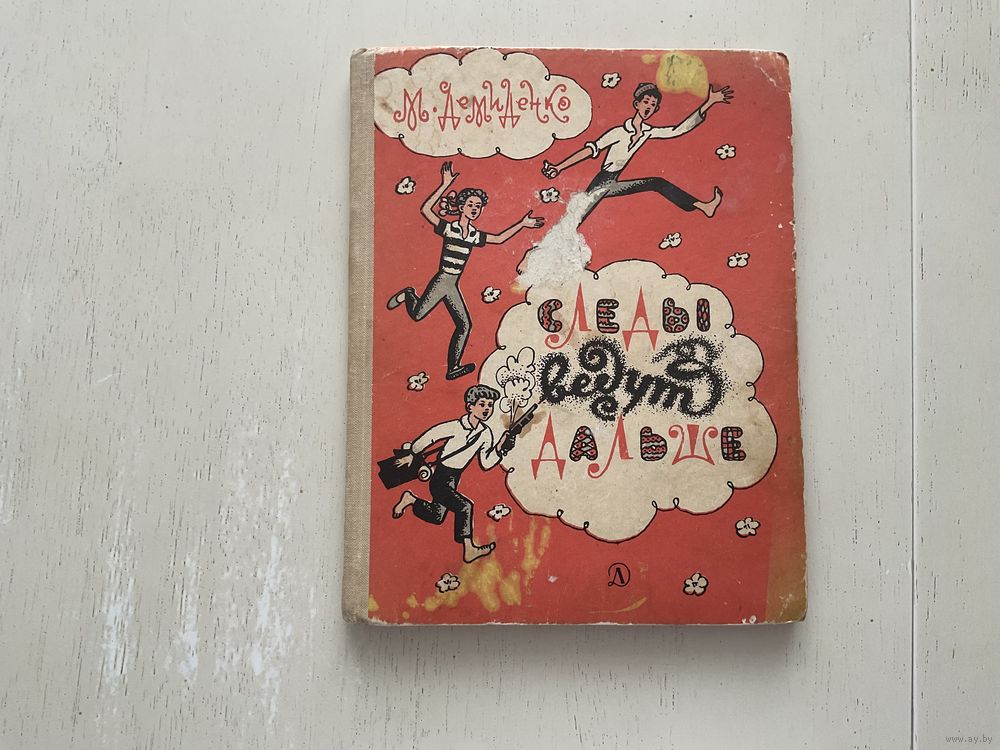 М. Демиденко
СЛЕДЫ
ведут
ДАЛЬШЕ
Л
www.ay.by